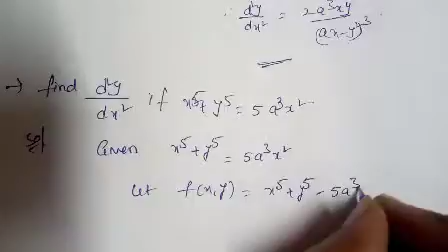 ∴ d²y/dx² = 2a³xy/(ax-y²)³
→ find d²y/dx² if x⁵+y⁵ = 5a³x²
Sol Given x⁵+y⁵ = 5a³x²
Let f(x,y) = x⁵+y⁵-5a³